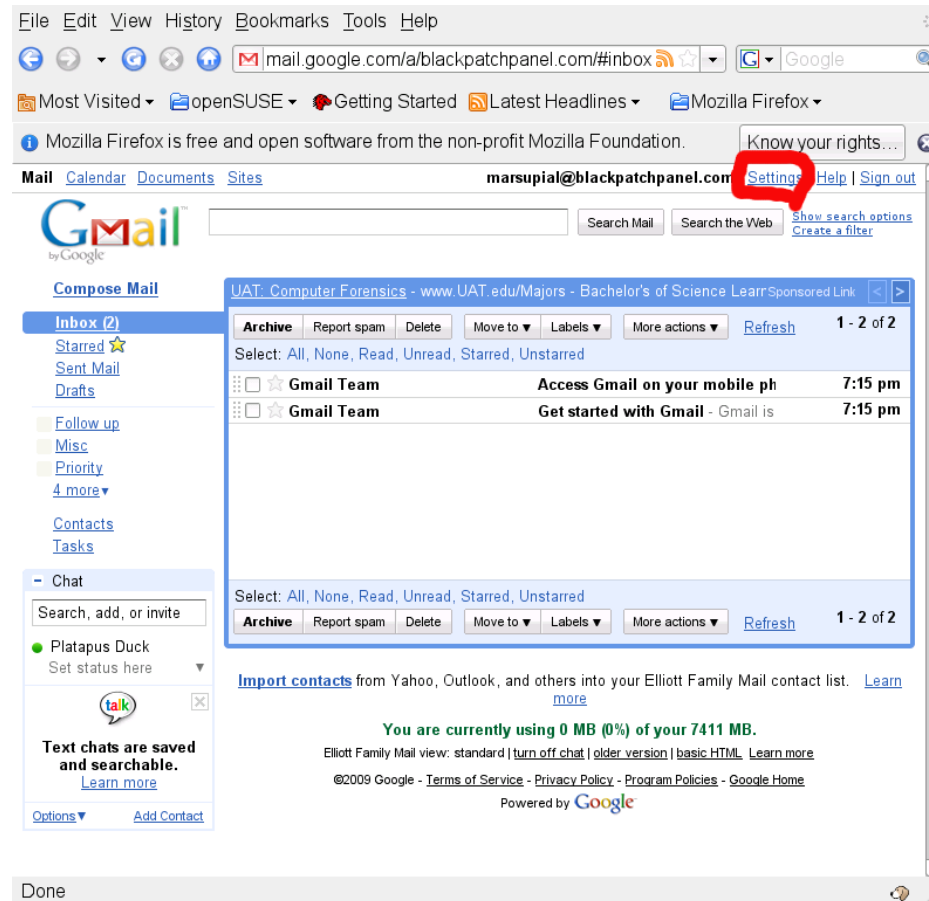 File Edit View History Bookmarks Tools Help
mail.google.com/a/blackpatchpanel.com/#inbox G Google
Most Visited openSUSE Getting Started Latest Headlines Mozilla Firefox
Mozilla Firefox is free and open software from the non-profit Mozilla Foundation. Know your rights...
Mail Calendar Documents Sites marsupial@blackpatchpanel.com Settings Help | Sign out
Gmail™ by Google Search Mail Search the Web Show search options
Create a filter
Compose Mail
UAT: Computer Forensics - www.UAT.edu/Majors - Bachelor's of Science Learr Sponsored Link < >
Inbox (2)
Archive Report spam Delete Move to Labels More actions Refresh 1 - 2 of 2
Starred
Select: All, None, Read, Unread, Starred, Unstarred
Sent Mail
Gmail Team Access Gmail on your mobile ph 7:15 pm
Drafts
Gmail Team Get started with Gmail - Gmail is 7:15 pm
Follow up
Misc
Priority
4 more
Contacts
Tasks
Chat
Search, add, or invite
Select: All, None, Read, Unread, Starred, Unstarred
Archive Report spam Delete Move to Labels More actions Refresh 1 - 2 of 2
Platapus Duck
Set status here
talk
Text chats are saved
and searchable.
Learn more
Options Add Contact
Import contacts from Yahoo, Outlook, and others into your Elliott Family Mail contact list. Learn
more
You are currently using 0 MB (0%) of your 7411 MB.
Elliott Family Mail view: standard | turn off chat | older version | basic HTML Learn more
©2009 Google - Terms of Service - Privacy Policy - Program Policies - Google Home
Powered by Google
Done